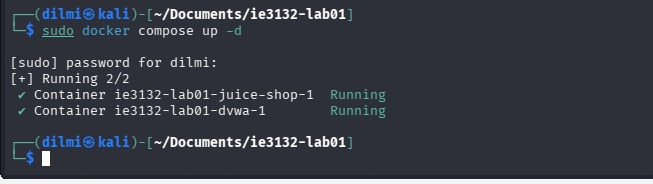 ┌──(dilmi㉿kali)-[~/Documents/ie3132-lab01]
└─$ sudo docker compose up -d
[sudo] password for dilmi:
[+] Running 2/2
✔ Container ie3132-lab01-juice-shop-1  Running
✔ Container ie3132-lab01-dvwa-1        Running
┌──(dilmi㉿kali)-[~/Documents/ie3132-lab01]
└─$